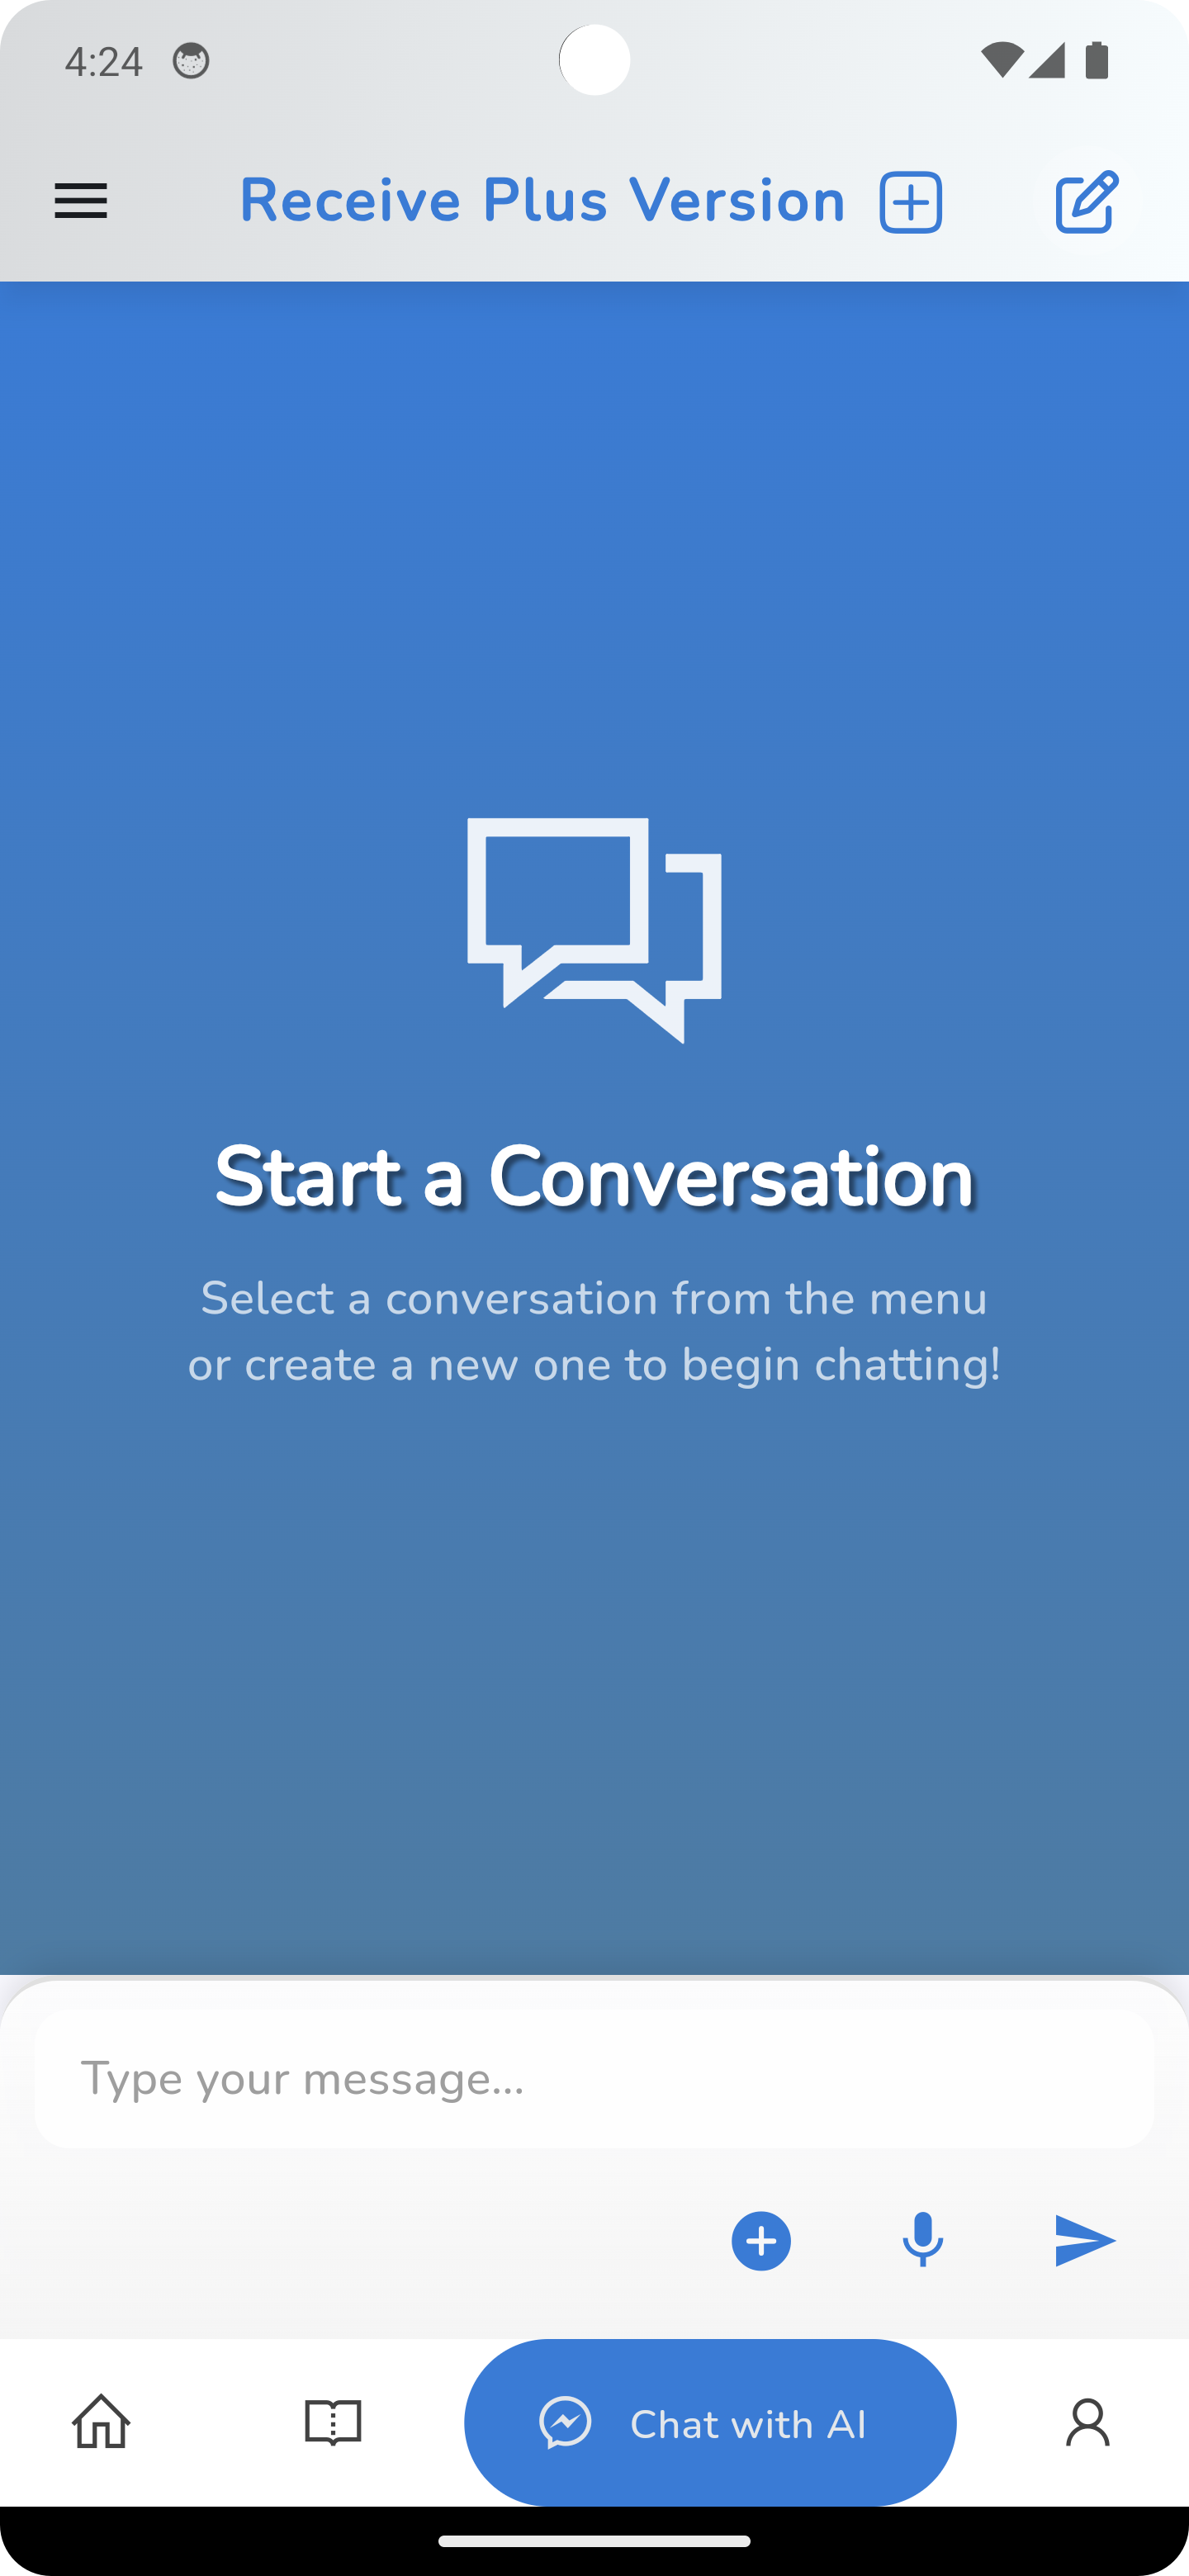 4:24
Receive Plus Version
Start a Conversation
Select a conversation from the menu
or create a new one to begin chatting!
Type your message...
Chat with AI